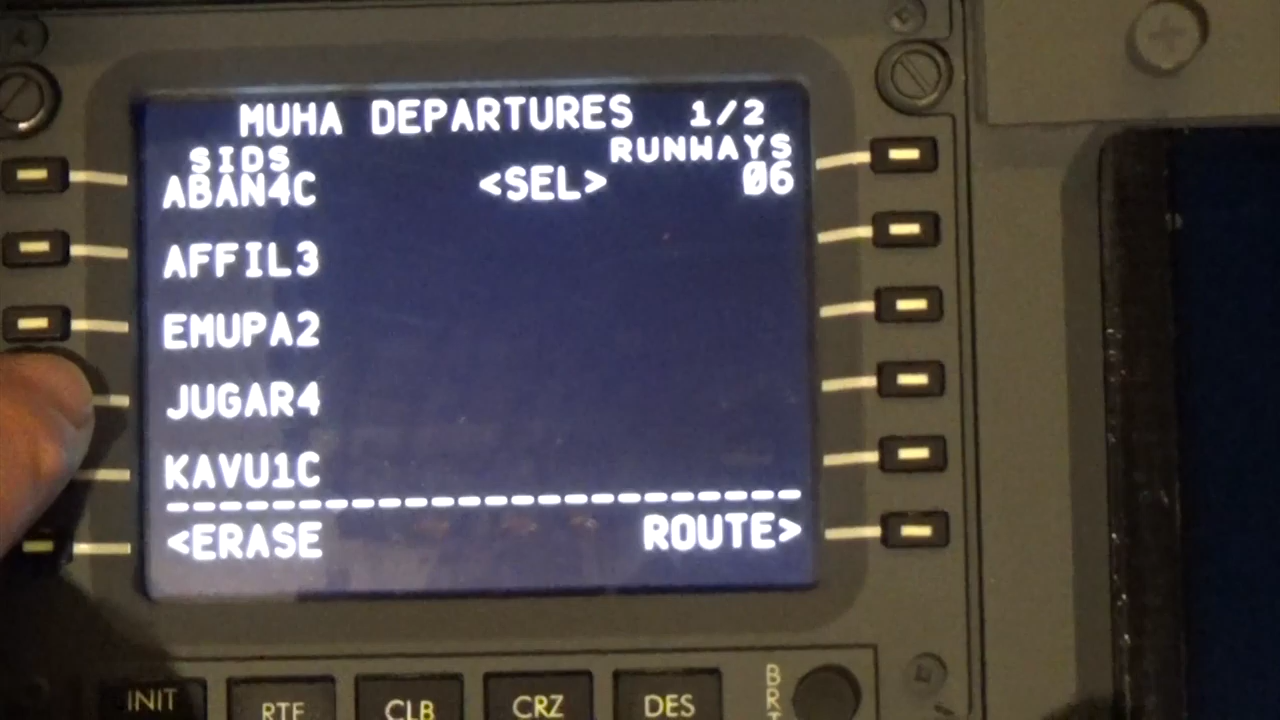 MUHA DEPARTURES 1/2
SIDS RUNWAYS
ABAN4C <SEL> 06
AFFIL3
EMUPA2
JUGAR4
KAVU1C
<ERASE ROUTE>
INIT RTE CLB CRZ DES BRT